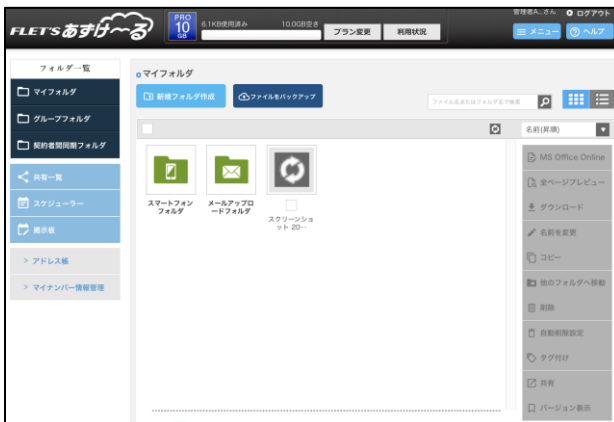 FLET'S あずけ〜る
PRO
10
GB
6.1KB使用済み
10.0GB空き
プラン変更
利用状況
管理者A...さん
ログアウト
メニュー
ヘルプ
フォルダ一覧
マイフォルダ
グループフォルダ
契約者間同期フォルダ
共有一覧
スケジューラー
掲示板
> アドレス帳
> マイナンバー情報管理
マイフォルダ
新規フォルダ作成
ファイルをバックアップ
ファイル名またはフォルダ名で検索
名前(昇順)
スマートフォン
フォルダ
メールアップロ
ードフォルダ
スクリーンショ
ット 20…
MS Office Online
全ページプレビュー
ダウンロード
名前を変更
コピー
他のフォルダへ移動
削除
自動削除設定
タグ付け
共有
バージョン表示